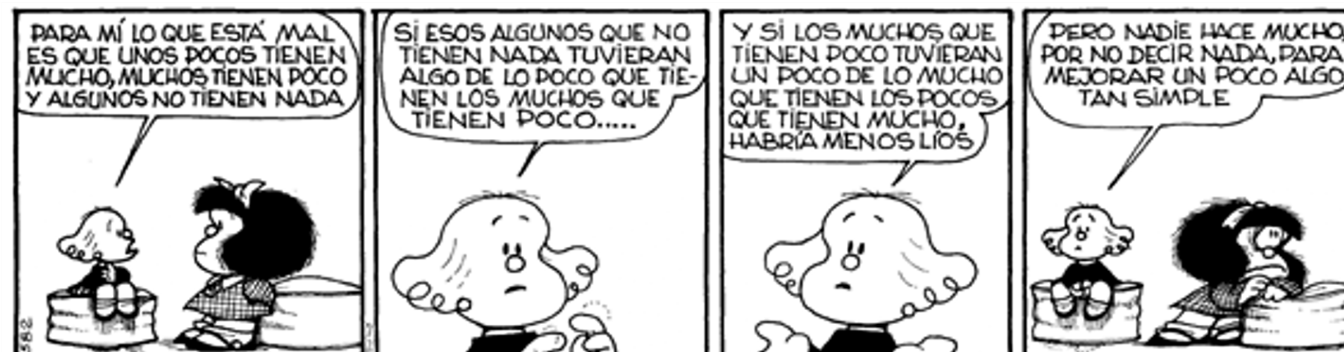 PARA MÍ LO QUE ESTÁ MAL
ES QUE UNOS POCOS TIENEN
MUCHO, MUCHOS TIENEN POCO
Y ALGUNOS NO TIENEN NADA
SI ESOS ALGUNOS QUE NO
TIENEN NADA TUVIERAN
ALGO DE LO POCO QUE TIE-
NEN LOS MUCHOS QUE
TIENEN POCO.....
Y SI LOS MUCHOS QUE
TIENEN POCO TUVIERAN
UN POCO DE LO MUCHO
QUE TIENEN LOS POCOS
QUE TIENEN MUCHO,
HABRÍA MENOS LÍOS
PERO NADIE HACE MUCHO,
POR NO DECIR NADA, PARA
MEJORAR UN POCO ALGO
TAN SIMPLE
382